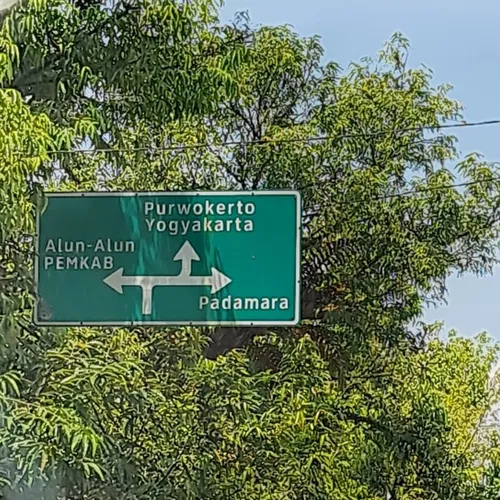 Purwokerto
Yogyakarta
Alun-Alun
PEMKAB
Padamara